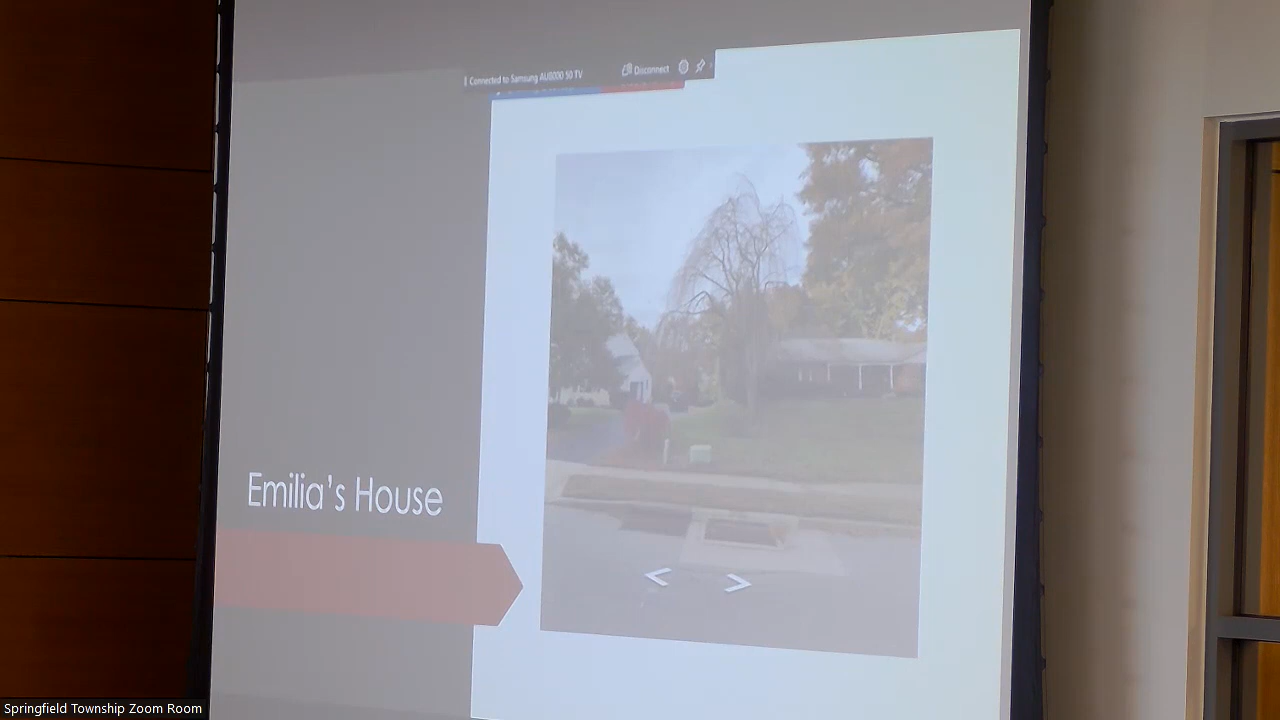 Connected to Samsung AU8000 50 TV
Disconnect
Emilia's House
Springfield Township Zoom Room